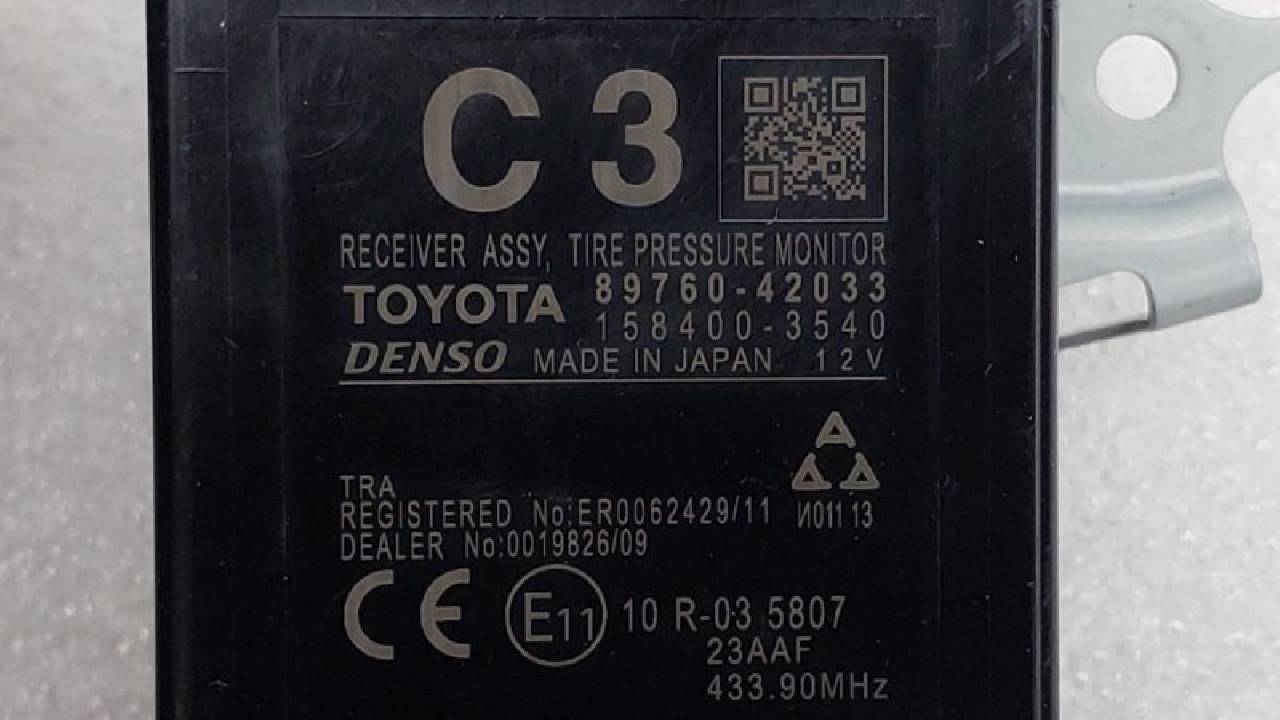 C 3
RECEIVER ASSY, TIRE PRESSURE MONITOR
TOYOTA 89760-42033
158400-3540
DENSO MADE IN JAPAN 12V
TRA
REGISTERED No:ER0062429/11 И011 13
DEALER No:0019826/09
CE E11 10 R-03 5807
23AAF
433.90MHz